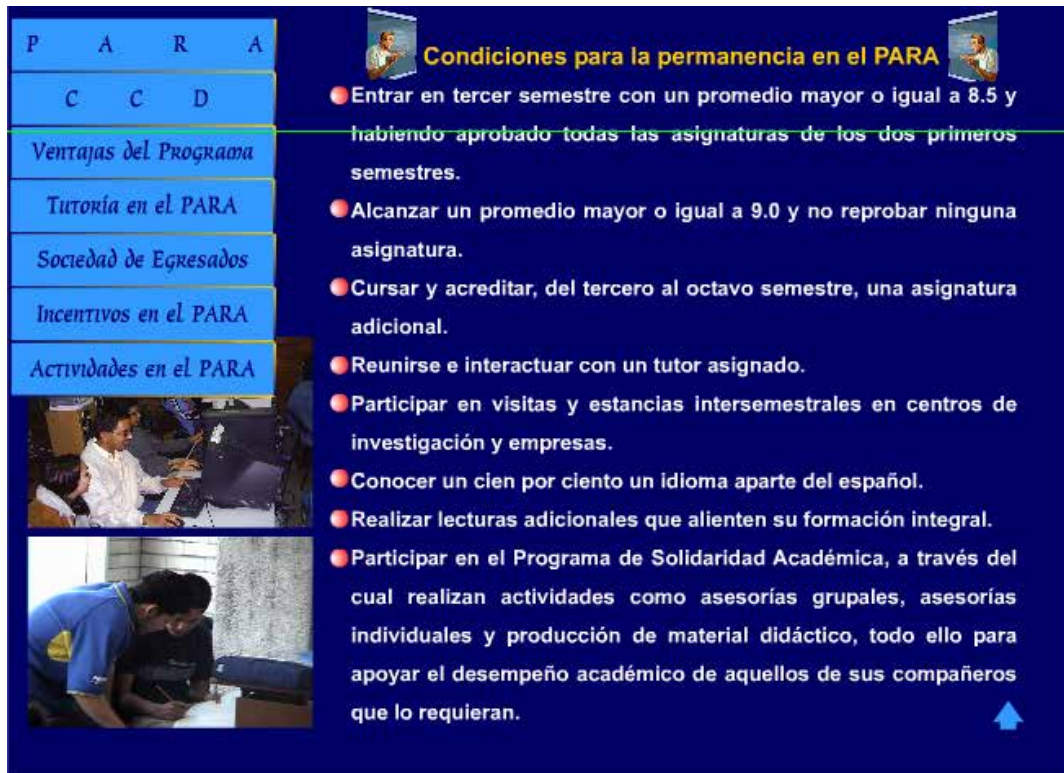 P A R A
C C D
Ventajas del Programa
Tutoría en el PARA
Sociedad de Egresados
Incentivos en el PARA
Actividades en el PARA
Condiciones para la permanencia en el PARA
Entrar en tercer semestre con un promedio mayor o igual a 8.5 y
habiendo aprobado todas las asignaturas de los dos primeros
semestres.
Alcanzar un promedio mayor o igual a 9.0 y no reprobar ninguna
asignatura.
Cursar y acreditar, del tercero al octavo semestre, una asignatura
adicional.
Reunirse e interactuar con un tutor asignado.
Participar en visitas y estancias intersemestrales en centros de
investigación y empresas.
Conocer un cien por ciento un idioma aparte del español.
Realizar lecturas adicionales que alienten su formación integral.
Participar en el Programa de Solidaridad Académica, a través del
cual realizan actividades como asesorías grupales, asesorías
individuales y producción de material didáctico, todo ello para
apoyar el desempeño académico de aquellos de sus compañeros
que lo requieran.